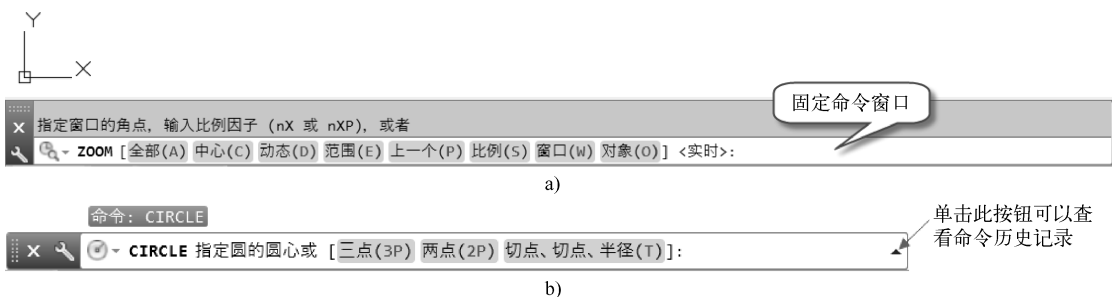 Y
X
固定命令窗口
指定窗口的角点, 输入比例因子 (nX 或 nXP), 或者
ZOOM [全部(A) 中心(C) 动态(D) 范围(E) 上一个(P) 比例(S) 窗口(W) 对象(O)] <实时>:
a)
命令: CIRCLE
CIRCLE 指定圆的圆心或 [三点(3P) 两点(2P) 切点、切点、半径(T)]:
单击此按钮可以查
看命令历史记录
b)